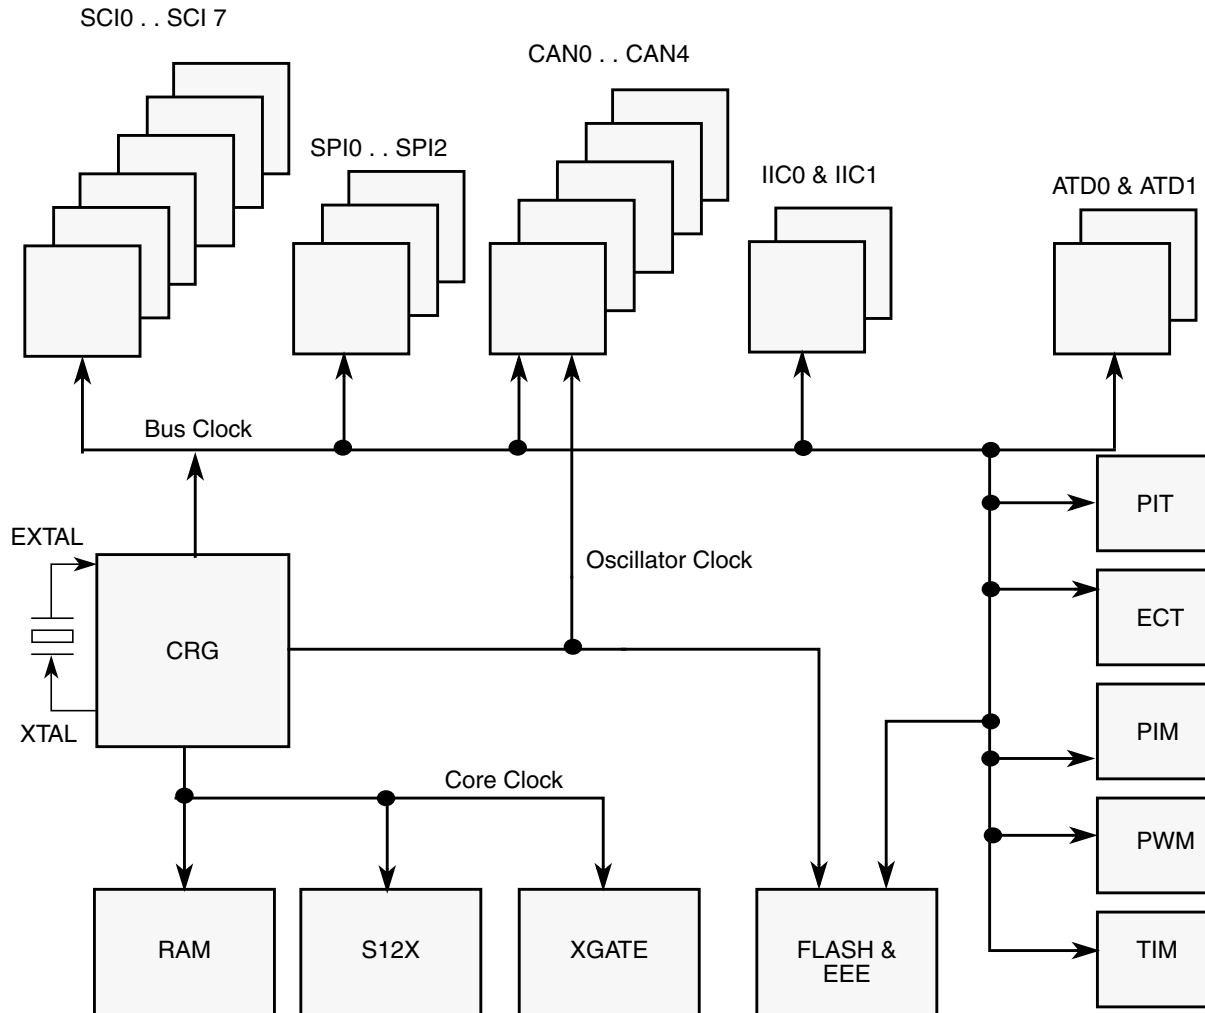 SCI0 . . SCI 7
CAN0 . . CAN4
SPI0 . . SPI2
IIC0 & IIC1
ATD0 & ATD1
Bus Clock
PIT
EXTAL
Oscillator Clock
ECT
CRG
XTAL
PIM
Core Clock
PWM
RAM
S12X
XGATE
FLASH &
EEE
TIM